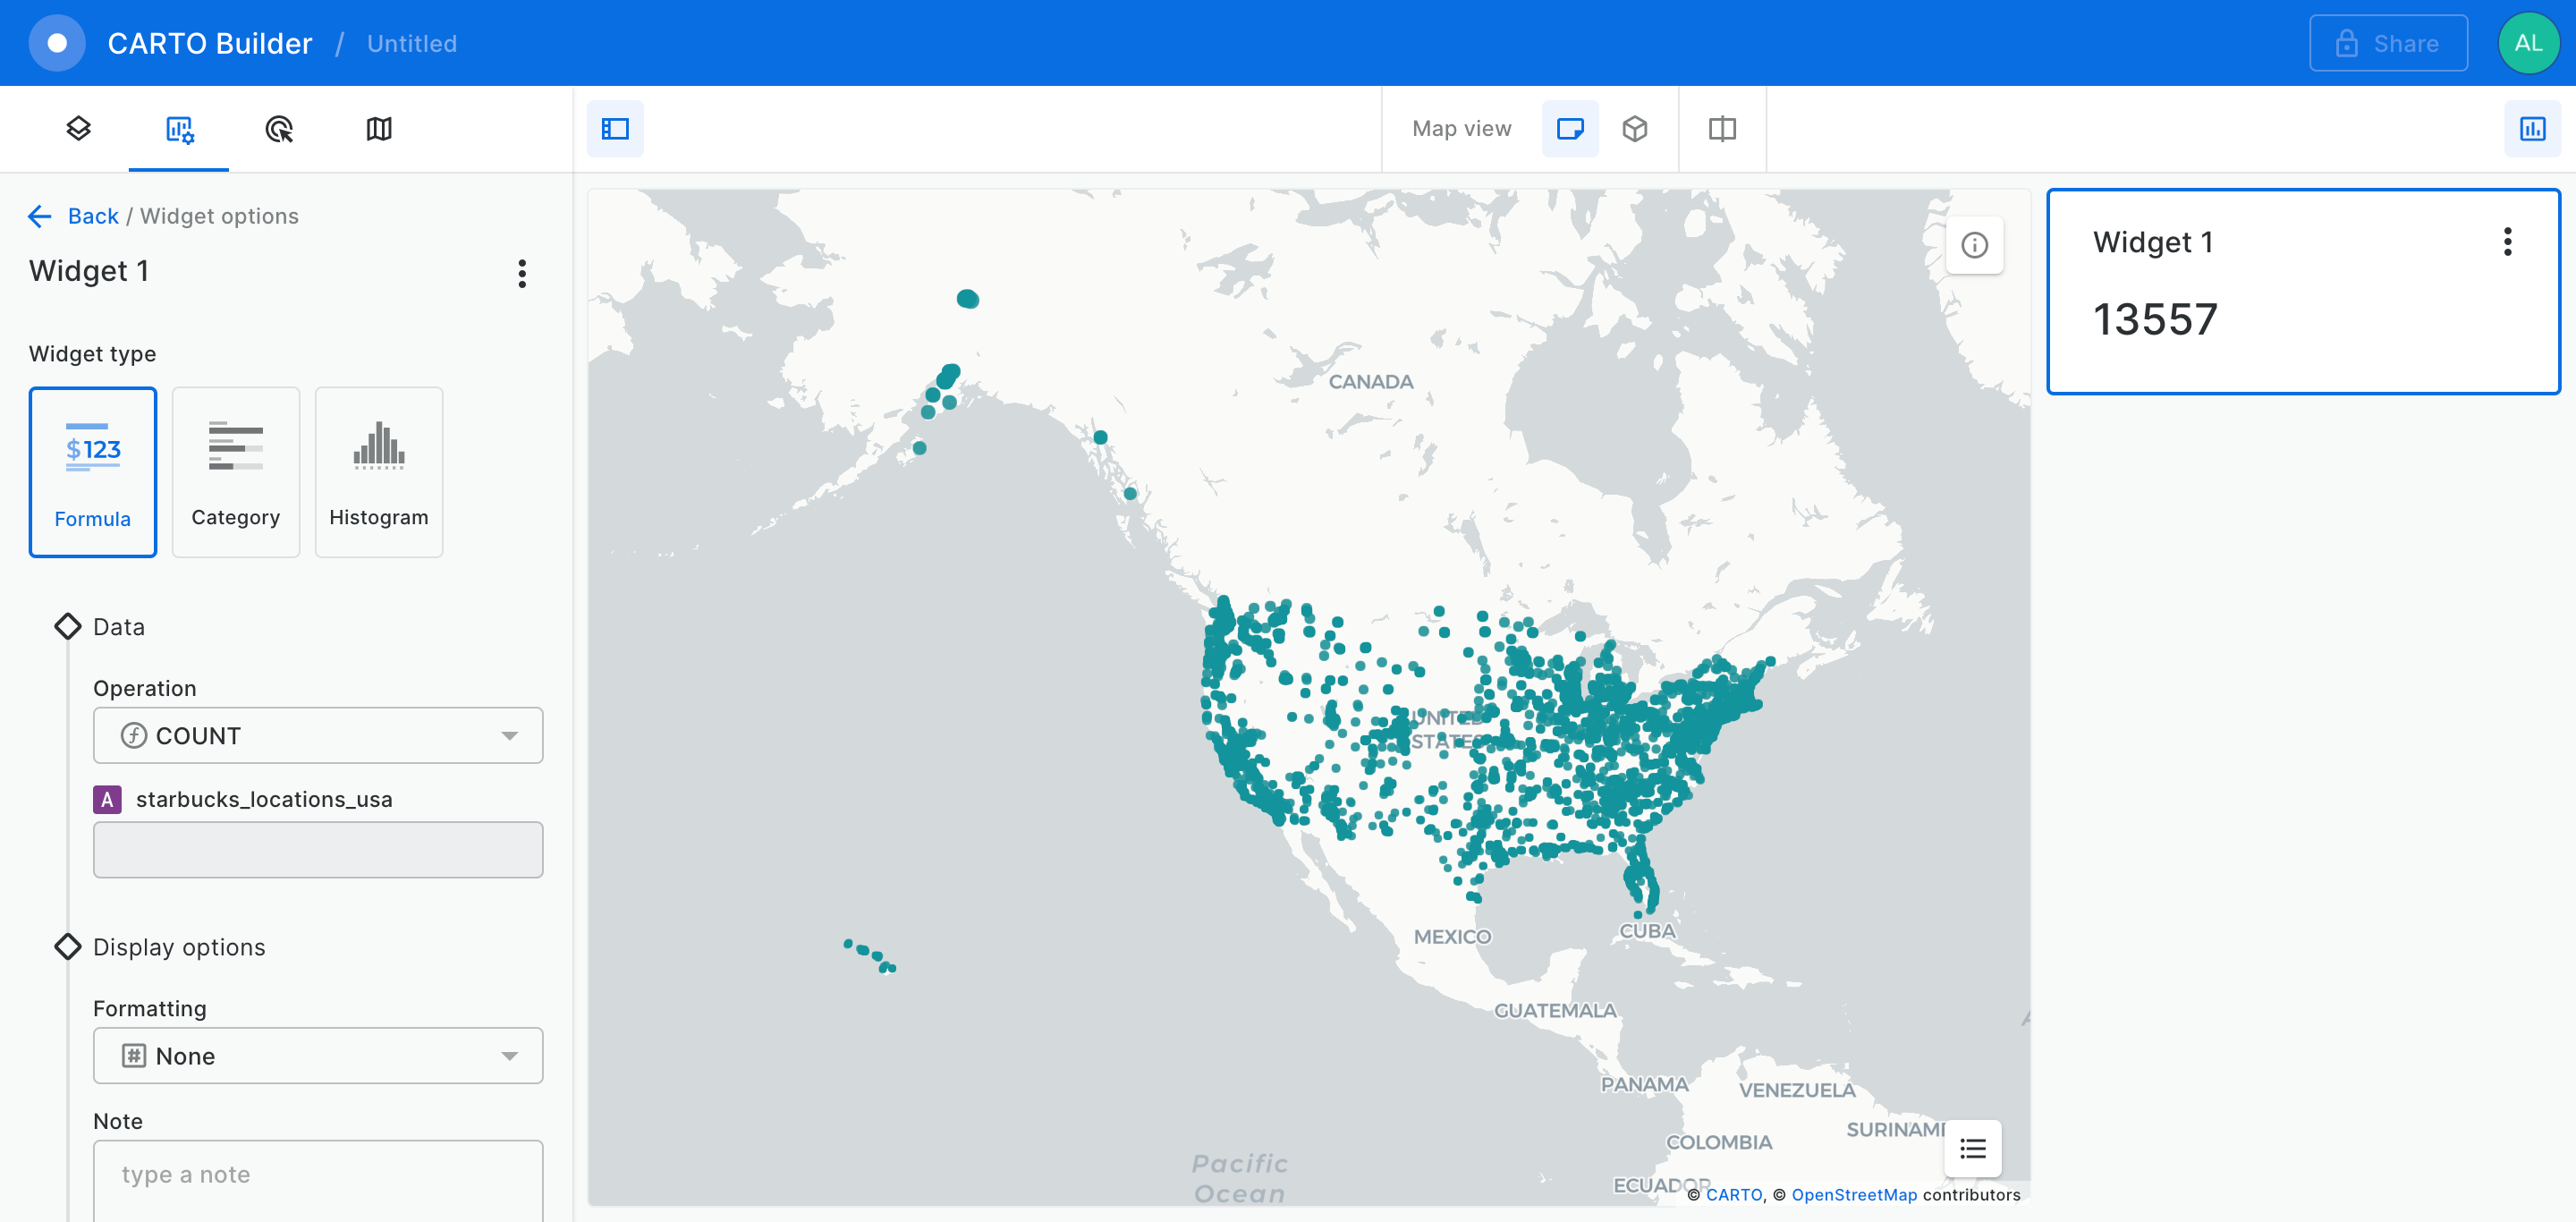 CARTO Builder / Untitled
Share
AL
Map view
Back / Widget options
Widget 1
Widget type
$123
Formula
Category
Histogram
Data
Operation
COUNT
A starbucks_locations_usa
Display options
Formatting
# None
Note
type a note
CANADA
UNITED
STATES
MEXICO
CUBA
GUATEMALA
PANAMA
VENEZUELA
COLOMBIA
SURINAM
ECUADOR
Pacific
Ocean
© CARTO, © OpenStreetMap contributors
Widget 1
13557